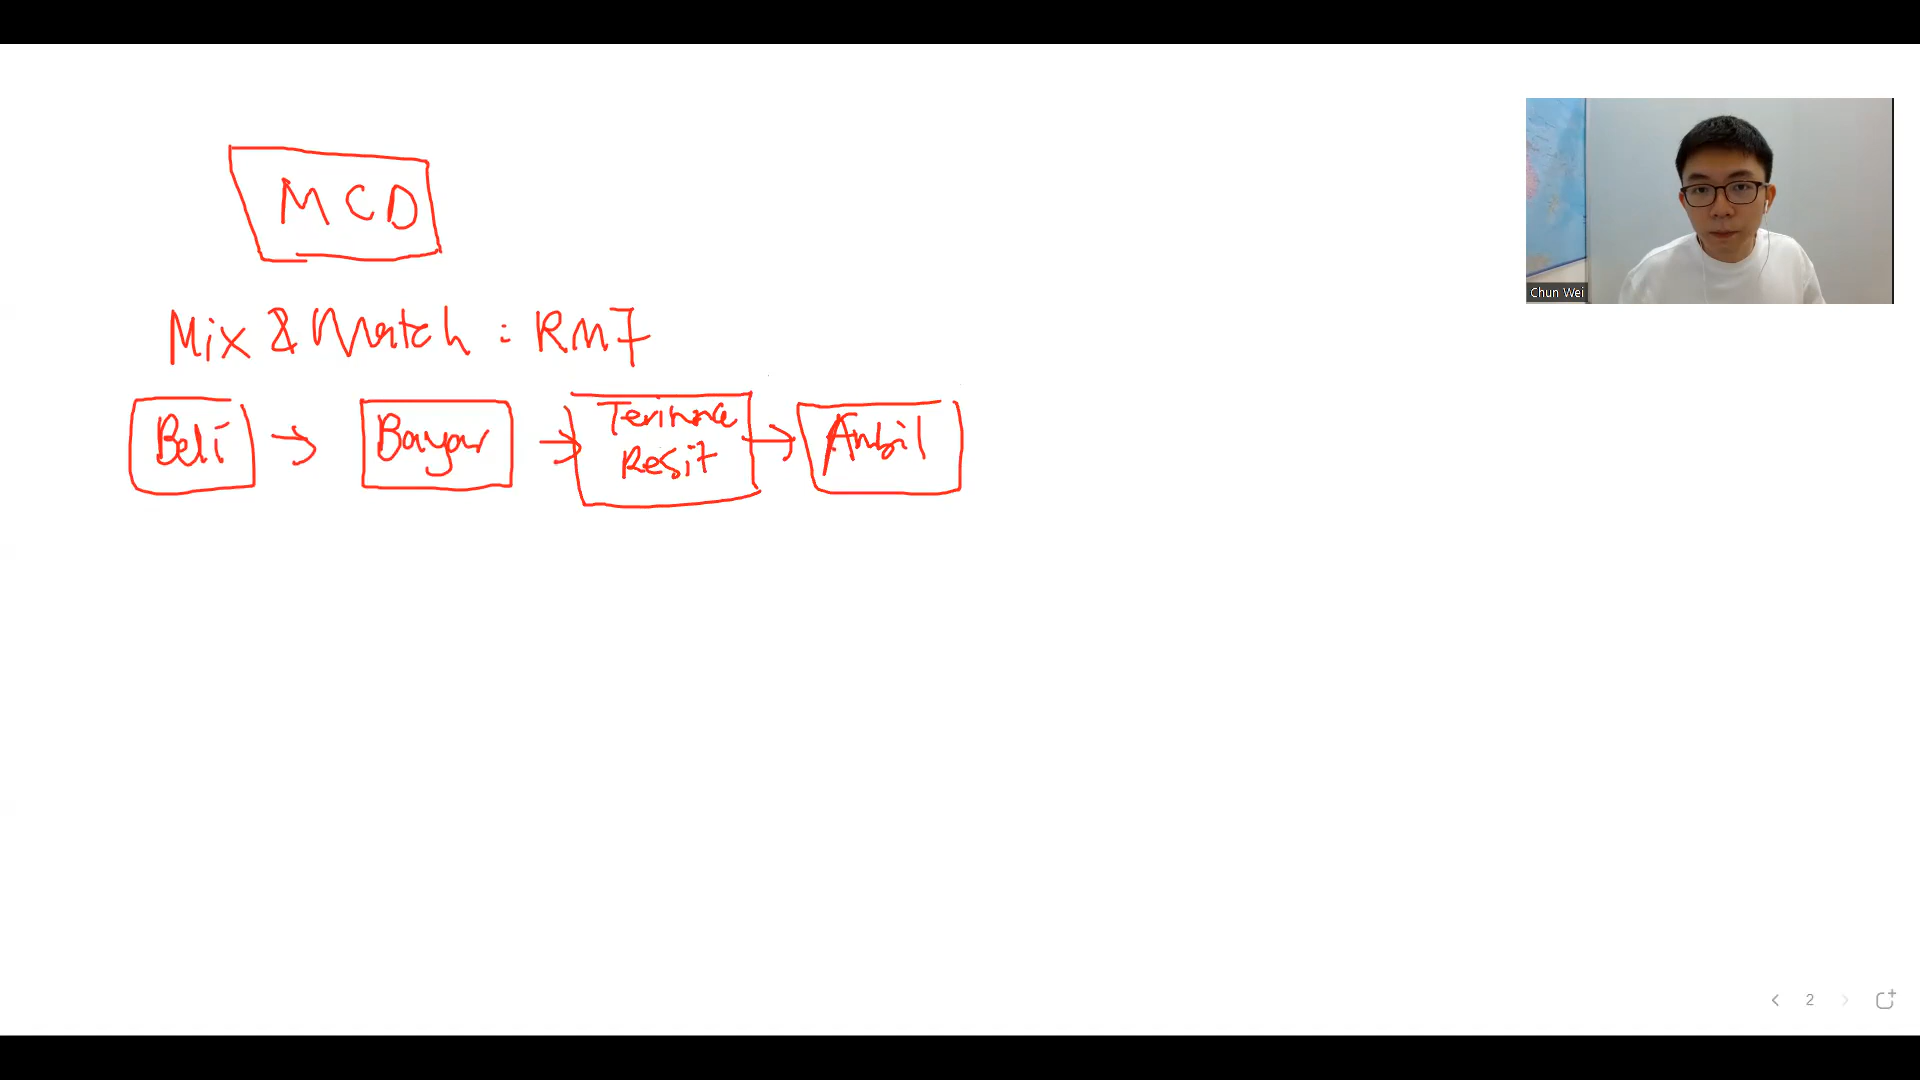 MCD
Mix & Match : RM7
Beli → Bayar → Terima Resit → Ambil
Chun Wei
2